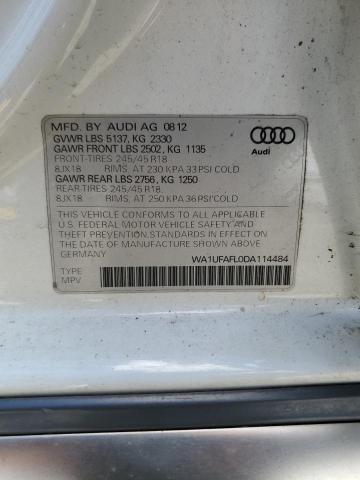 MFD. BY AUDI AG 08 12
GVWR LBS 5137, KG 2330
GAWR FRONT LBS 2502, KG 1135
FRONT-TIRES 245/45 R18
8JX18 RIMS, AT 230 KPA 33 PSI COLD
GAWR REAR LBS 2756, KG 1250
REAR-TIRES 245/45 R18
8JX18 RIMS, AT 250 KPA 36 PSI COLD
Audi
THIS VEHICLE CONFORMS TO ALL APPLICABLE
U.S. FEDERAL MOTOR VEHICLE SAFETY AND
THEFT PREVENTION STANDARDS IN EFFECT ON THE
DATE OF MANUFACTURE SHOWN ABOVE
GERMANY
WA1UFAFL0DA114484
TYPE
MPV